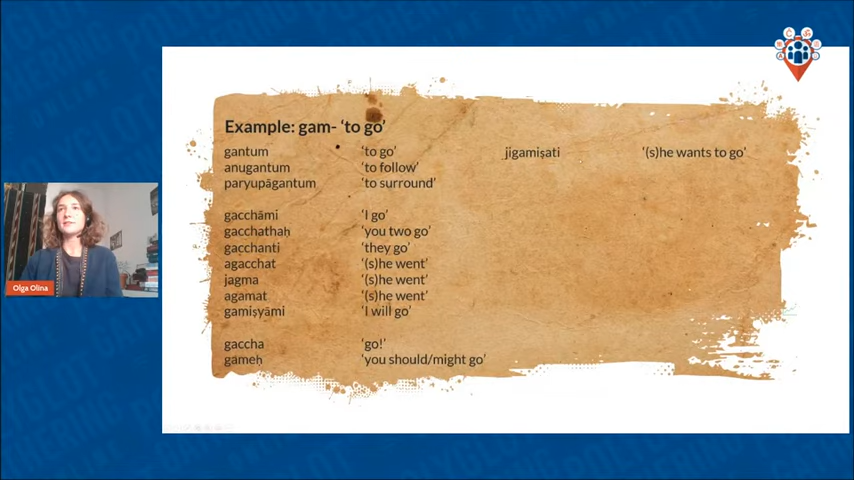 Example: gam- ‘to go’
gantum ‘to go’ jigamiṣati ‘(s)he wants to go’
anugantum ‘to follow’
paryupāgantum ‘to surround’
gacchāmi ‘I go’
gacchathaḥ ‘you two go’
gacchanti ‘they go’
agacchat ‘(s)he went’
jagma ‘(s)he went’
agamat ‘(s)he went’
gamiṣyāmi ‘I will go’
gaccha ‘go!’
gameḥ ‘you should/might go’
Olga Olina